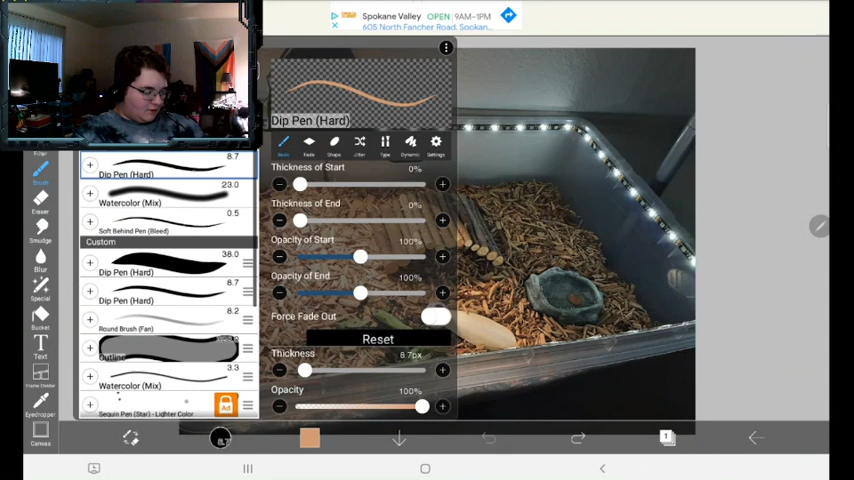 Spokane Valley OPEN 9AM–1PM
605 North Fancher Road, Spokan...
Filter
Brush
Eraser
Smudge
Blur
Special
Bucket
Text
Frame Divider
Eyedropper
Canvas
8.7
Dip Pen (Hard)
23.0
Watercolor (Mix)
0.5
Soft Behind Pen (Bleed)
Custom
38.0
Dip Pen (Hard)
8.7
Dip Pen (Hard)
8.2
Round Brush (Fan)
Outline
3.3
Watercolor (Mix)
Sequin Pen (Star) - Lighter Color
Ad
Dip Pen (Hard)
Basic
Fade
Shape
Jitter
Type
Dynamic
Settings
Thickness of Start
0%
Thickness of End
0%
Opacity of Start
100%
Opacity of End
100%
Force Fade Out
Reset
Thickness
8.7px
Opacity
100%
8.7
1